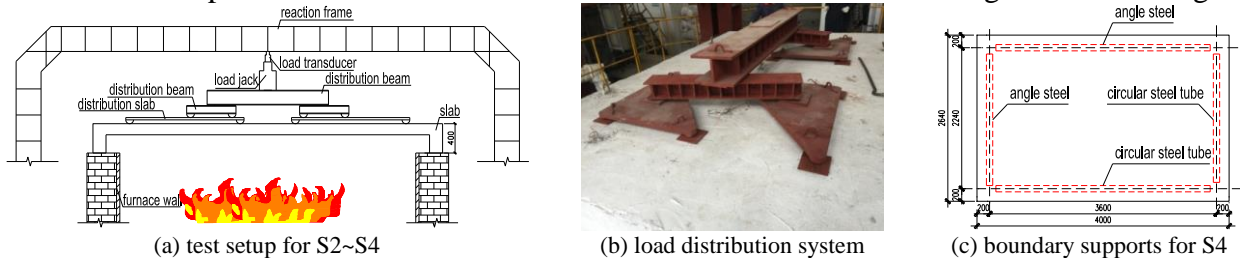 reaction frame
load transducer
load jack
distribution beam
distribution beam
distribution slab
slab
400
furnace wall
(a) test setup for S2~S4
(b) load distribution system
angle steel
200
angle steel
circular steel tube
2640
2240
circular steel tube
200
200
3600
200
4000
(c) boundary supports for S4